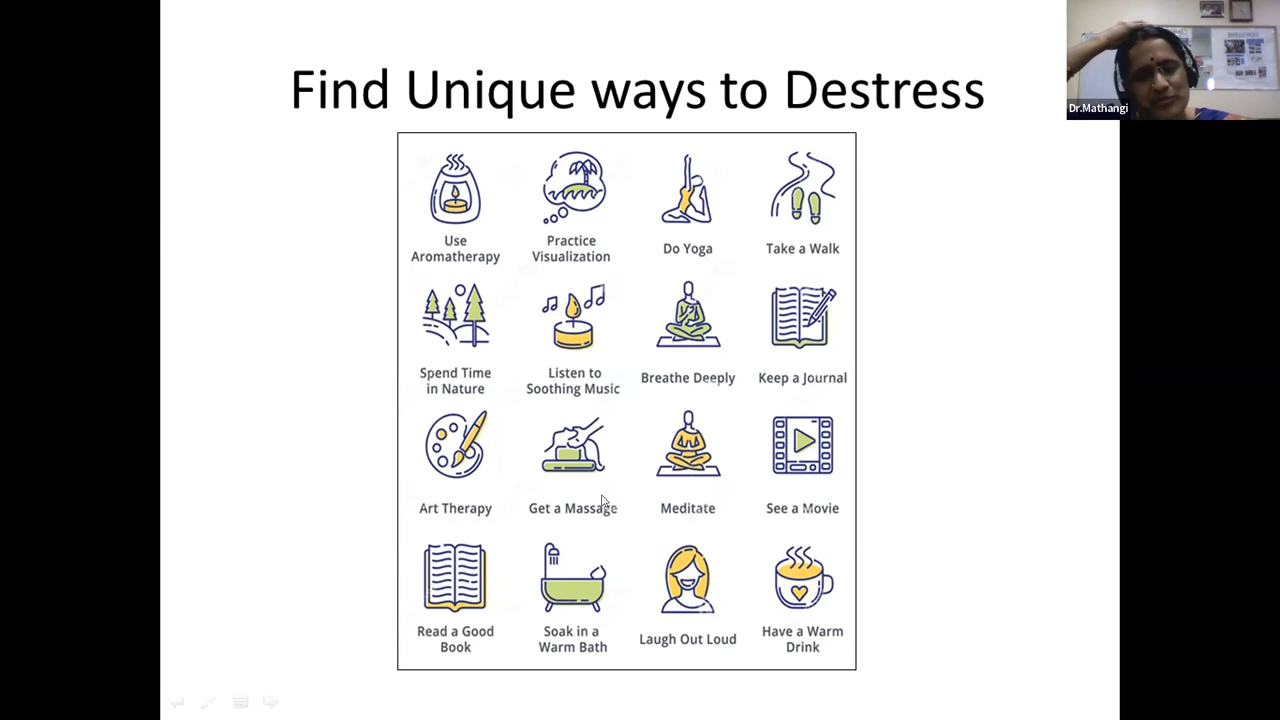 Find Unique ways to Destress
Dr.Mathangi
Use
Aromatherapy
Practice
Visualization
Do Yoga
Take a Walk
Spend Time
in Nature
Listen to
Soothing Music
Breathe Deeply
Keep a Journal
Art Therapy
Get a Massage
Meditate
See a Movie
Read a Good
Book
Soak in a
Warm Bath
Laugh Out Loud
Have a Warm
Drink